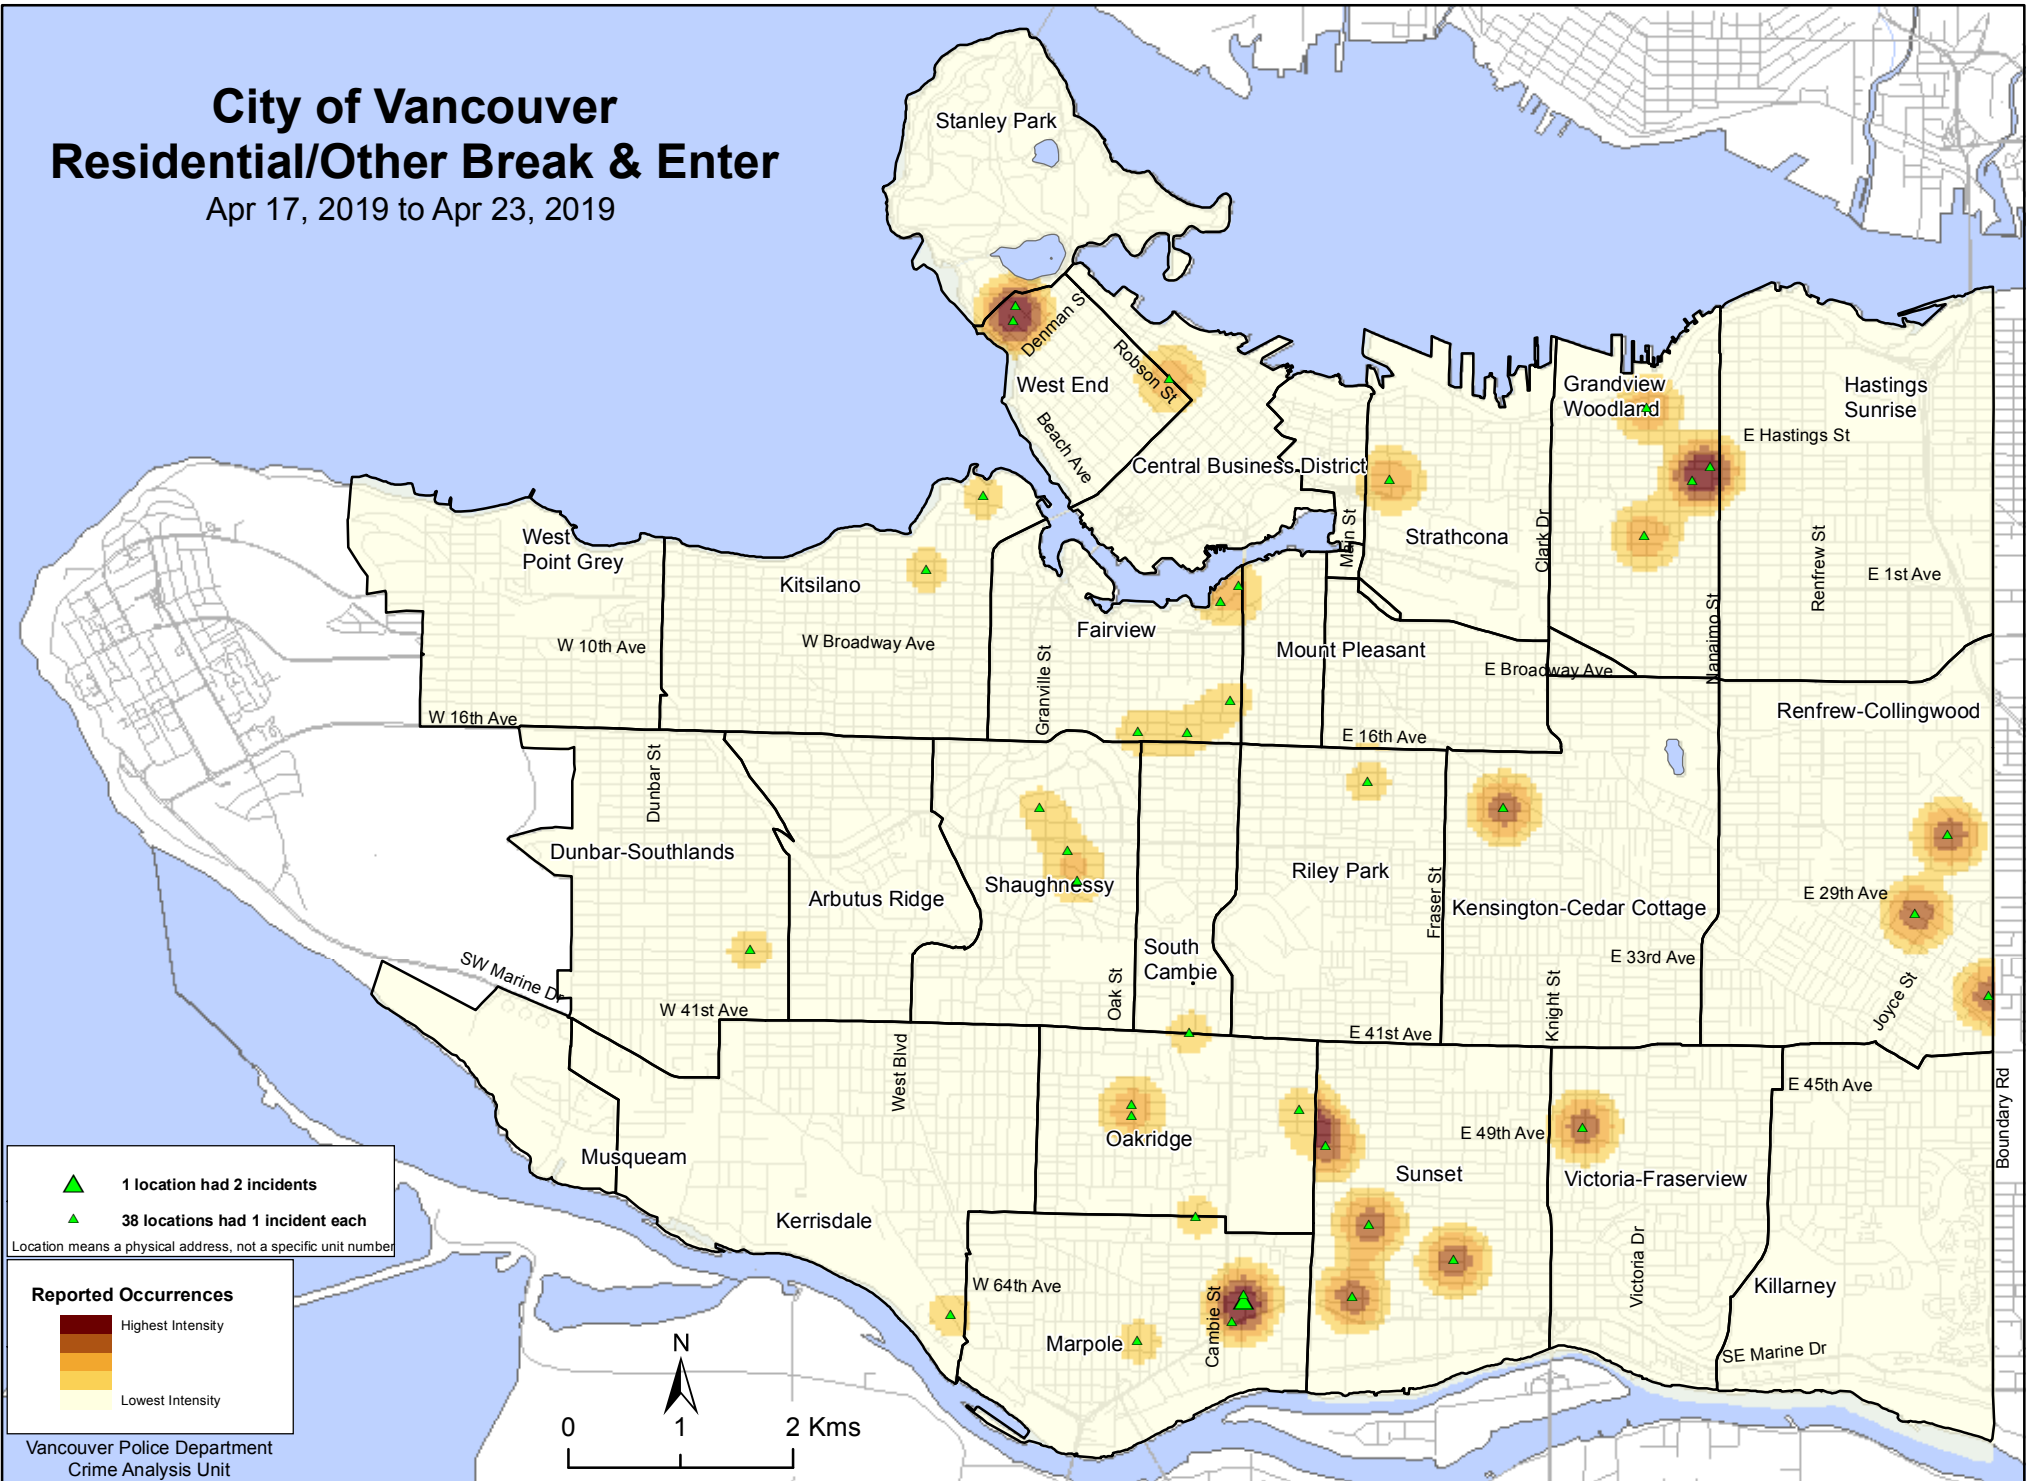 City of Vancouver
Residential/Other Break & Enter
Apr 17, 2019 to Apr 23, 2019
Stanley Park
Denman S
Robson St
West End
Beach Ave
Central Business District
Grandview
Woodland
Hastings
Sunrise
E Hastings St
Main St
Strathcona
Clark Dr
Renfrew St
E 1st Ave
Nanaimo St
West
Point Grey
Kitsilano
Fairview
W 10th Ave
W Broadway Ave
Granville St
Mount Pleasant
E Broadway Ave
W 16th Ave
E 16th Ave
Renfrew-Collingwood
Dunbar St
Dunbar-Southlands
Arbutus Ridge
Shaughnessy
Riley Park
Fraser St
Kensington-Cedar Cottage
E 29th Ave
South
Cambie
Oak St
E 33rd Ave
Knight St
Joyce St
SW Marine Dr
W 41st Ave
E 41st Ave
West Blvd
E 45th Ave
Boundary Rd
Oakridge
E 49th Ave
Musqueam
Sunset
Victoria-Fraserview
Kerrisdale
Victoria Dr
W 64th Ave
Killarney
Marpole
Cambie St
SE Marine Dr
1 location had 2 incidents
38 locations had 1 incident each
Location means a physical address, not a specific unit number
Reported Occurrences
Highest Intensity
Lowest Intensity
N
0 1 2 Kms
Vancouver Police Department
Crime Analysis Unit